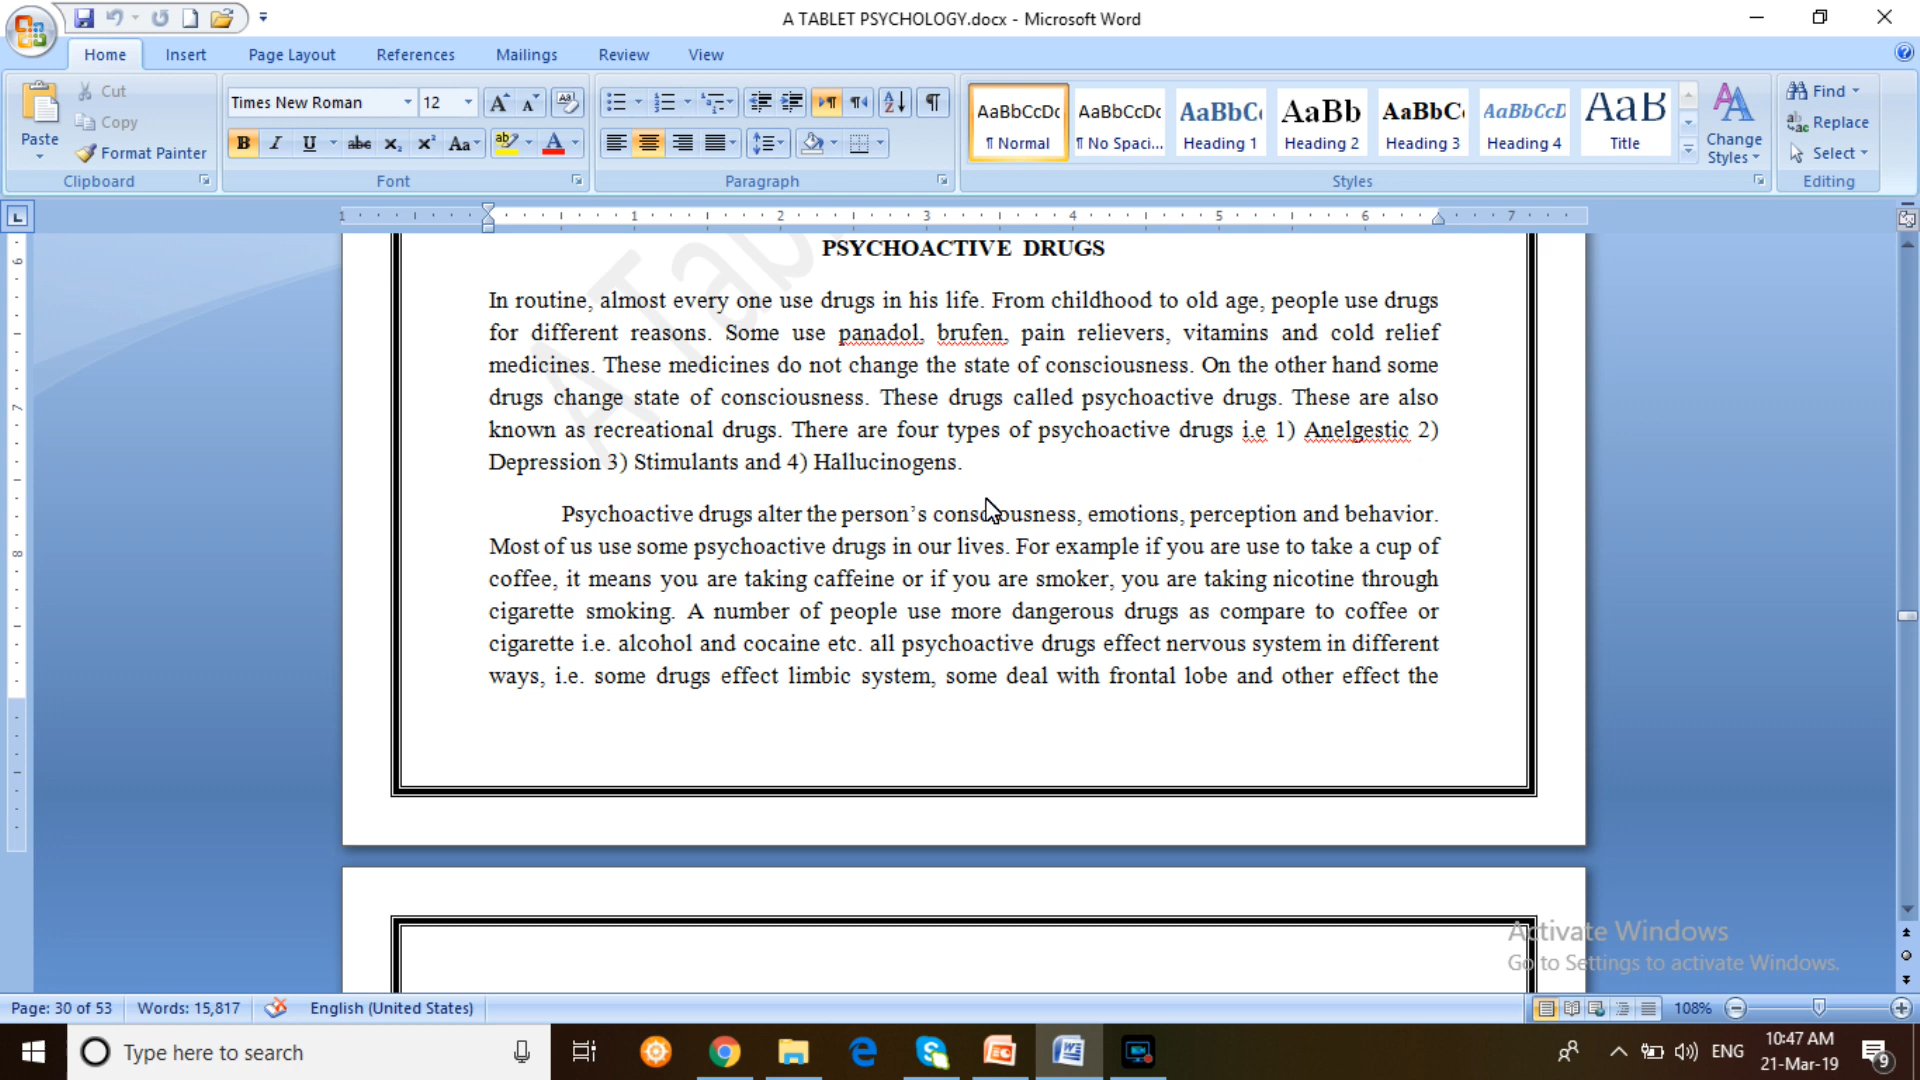 A TABLET PSYCHOLOGY.docx - Microsoft Word
Home Insert Page Layout References Mailings Review View
Paste
Cut
Copy
Format Painter
Clipboard
Times New Roman 12
Font
Paragraph
AaBbCcDc AaBbCcDc AaBbC AaBb AaBbC AaBbCcD AaB
¶ Normal ¶ No Spaci... Heading 1 Heading 2 Heading 3 Heading 4 Title
Change Styles
Styles
Find
Replace
Select
Editing
1 1 2 3 4 5 6 7
A Tab
PSYCHOACTIVE DRUGS
In routine, almost every one use drugs in his life. From childhood to old age, people use drugs
for different reasons. Some use panadol, brufen, pain relievers, vitamins and cold relief
medicines. These medicines do not change the state of consciousness. On the other hand some
drugs change state of consciousness. These drugs called psychoactive drugs. These are also
known as recreational drugs. There are four types of psychoactive drugs i.e 1) Anelgestic 2)
Depression 3) Stimulants and 4) Hallucinogens.
Psychoactive drugs alter the person’s consciousness, emotions, perception and behavior.
Most of us use some psychoactive drugs in our lives. For example if you are use to take a cup of
coffee, it means you are taking caffeine or if you are smoker, you are taking nicotine through
cigarette smoking. A number of people use more dangerous drugs as compare to coffee or
cigarette i.e. alcohol and cocaine etc. all psychoactive drugs effect nervous system in different
ways, i.e. some drugs effect limbic system, some deal with frontal lobe and other effect the
Activate Windows
Go to Settings to activate Windows.
Page: 30 of 53 Words: 15,817 English (United States) 108%
Type here to search
ENG
10:47 AM
21-Mar-19
9